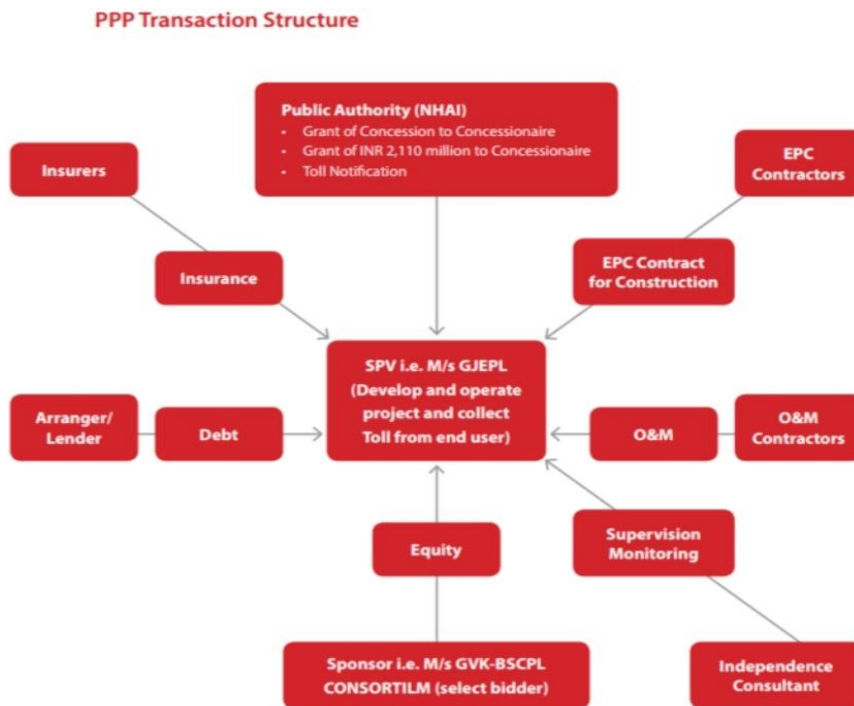 PPP Transaction Structure
Public Authority (NHAI)
• Grant of Concession to Concessionaire
• Grant of INR 2,110 million to Concessionaire
• Toll Notification
Insurers
EPC
Contractors
Insurance
EPC Contract
for Construction
SPV i.e. M/s GJEPL
(Develop and operate
project and collect
Toll from end user)
Arranger/
Lender
Debt
O&M
O&M
Contractors
Equity
Supervision
Monitoring
Sponsor i.e. M/s GVK-BSCPL
CONSORTILM (select bidder)
Independence
Consultant